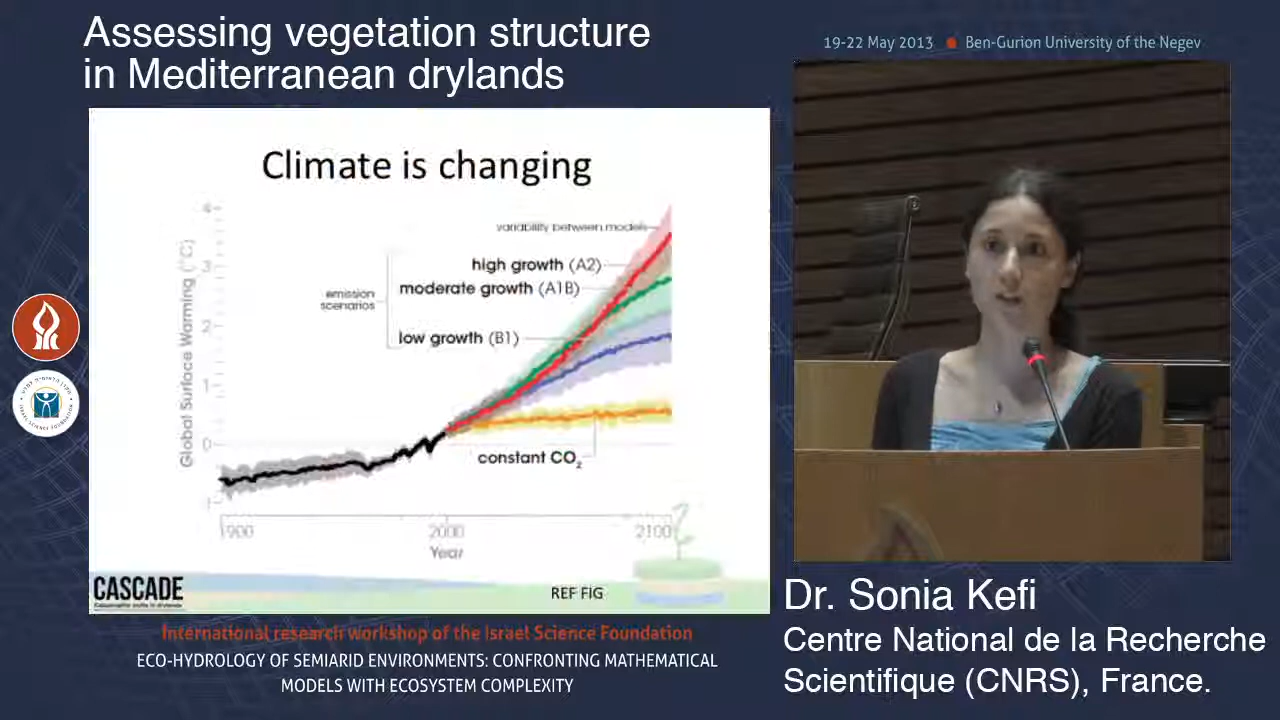 Assessing vegetation structure
in Mediterranean drylands
19-22 May 2013 • Ben-Gurion University of the Negev
Climate is changing
Global Surface Warming (°C)
4
3
2
1
0
variability between models
high growth (A2)
moderate growth (A1B)
emission
scenarios
low growth (B1)
constant CO2
1900 2000 2100
Year
CASCADE
REF FIG
International research workshop of the Israel Science Foundation
ECO-HYDROLOGY OF SEMIARID ENVIRONMENTS: CONFRONTING MATHEMATICAL
MODELS WITH ECOSYSTEM COMPLEXITY
Dr. Sonia Kefi
Centre National de la Recherche
Scientifique (CNRS), France.